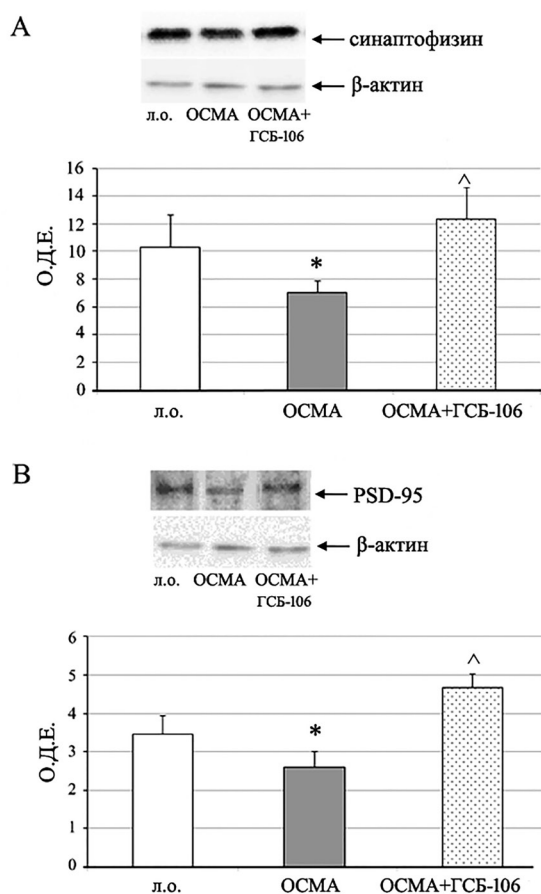 A
синаптофизин
β-актин
л.о. ОСМА ОСМА+
ГСБ-106
О.Д.Е.
16
14
12
10
8
6
4
2
0
*
^
л.о. ОСМА ОСМА+ГСБ-106
B
PSD-95
β-актин
л.о. ОСМА ОСМА+
ГСБ-106
О.Д.Е.
6
5
4
3
2
1
0
*
^
л.о. ОСМА ОСМА+ГСБ-106